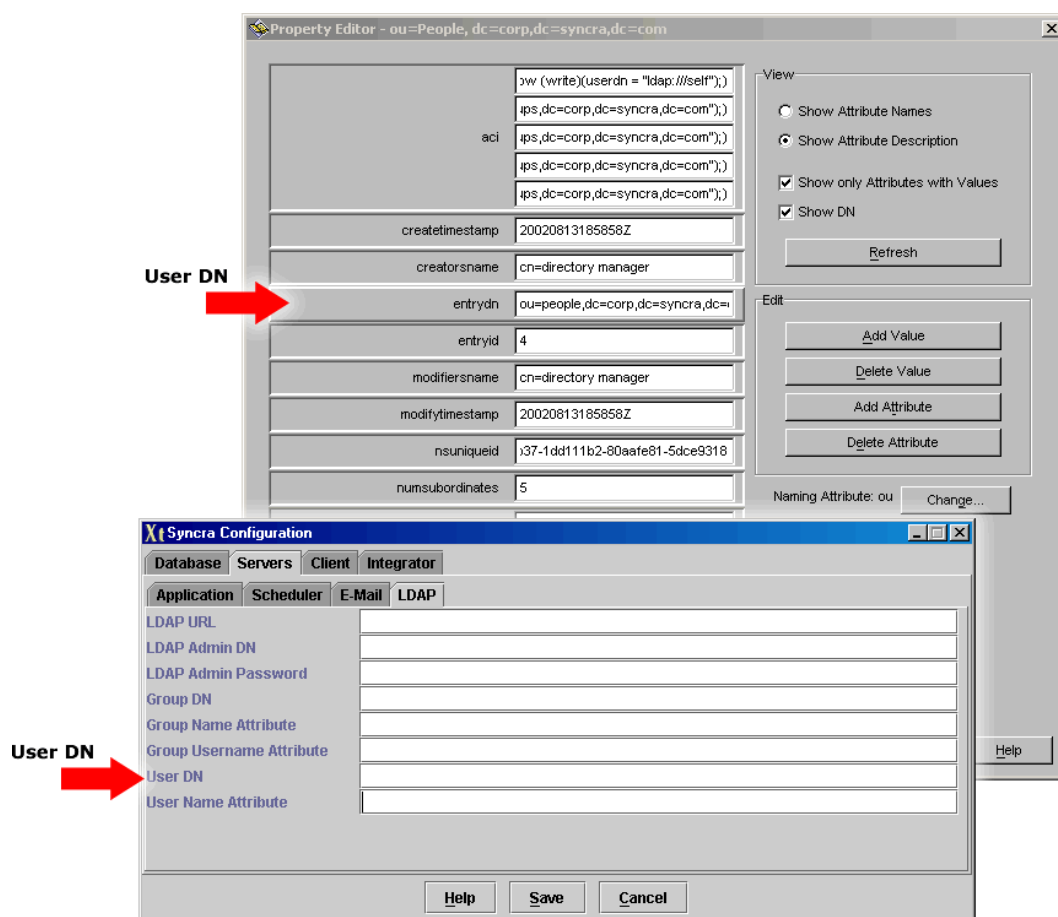 Property Editor - ou=People, dc=corp,dc=syncra,dc=com
aci
ow (write)(userdn = "ldap:///self");)
ups,dc=corp,dc=syncra,dc=com");)
ups,dc=corp,dc=syncra,dc=com");)
ups,dc=corp,dc=syncra,dc=com");)
ups,dc=corp,dc=syncra,dc=com");)
createtimestamp 20020813185858Z
creatorsname cn=directory manager
User DN
entrydn ou=people,dc=corp,dc=syncra,dc=
entryid 4
modifiersname cn=directory manager
modifytimestamp 20020813185858Z
nsuniqueid 37-1dd111b2-80aafe81-5dce9318
numsubordinates 5
View
Show Attribute Names
Show Attribute Description
Show only Attributes with Values
Show DN
Refresh
Edit
Add Value
Delete Value
Add Attribute
Delete Attribute
Naming Attribute: ou Change...
Help
Syncra Configuration
Database Servers Client Integrator
Application Scheduler E-Mail LDAP
LDAP URL
LDAP Admin DN
LDAP Admin Password
Group DN
Group Name Attribute
Group Username Attribute
User DN
User DN
User Name Attribute
Help Save Cancel